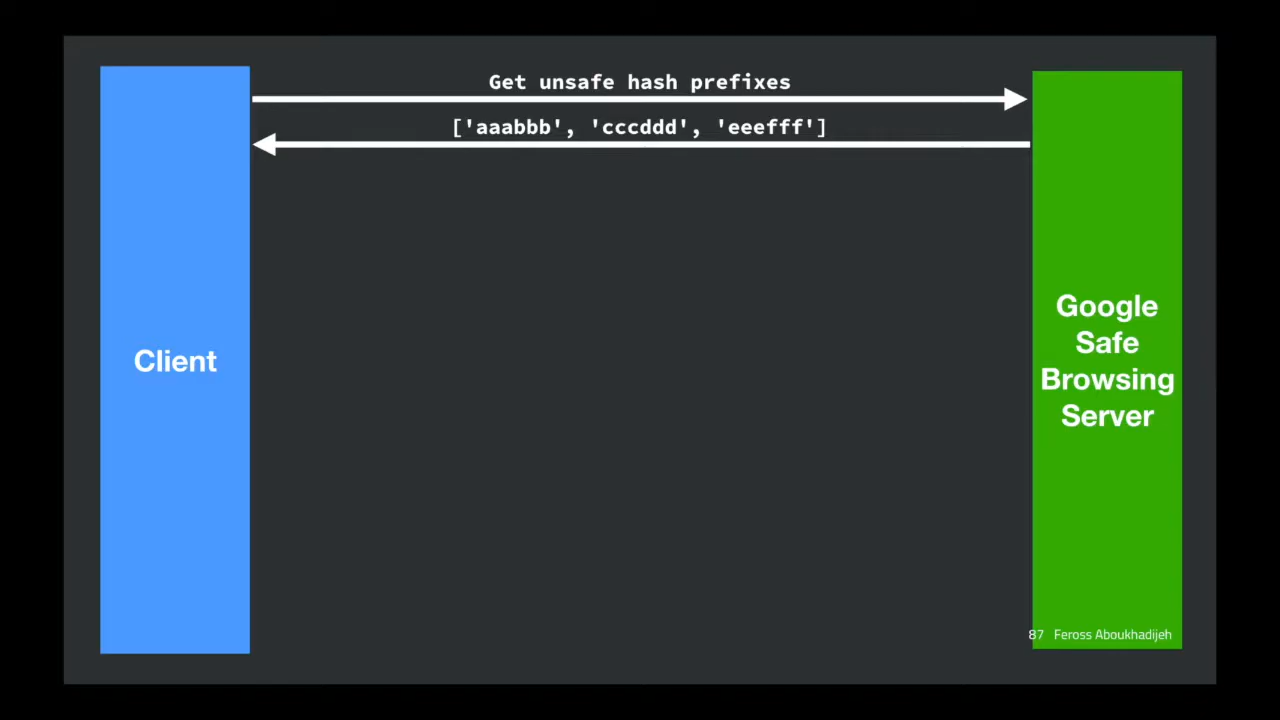 Get unsafe hash prefixes
['aaabbb', 'cccddd', 'eeefff']
Client
Google
Safe
Browsing
Server
87 Feross Aboukhadijeh